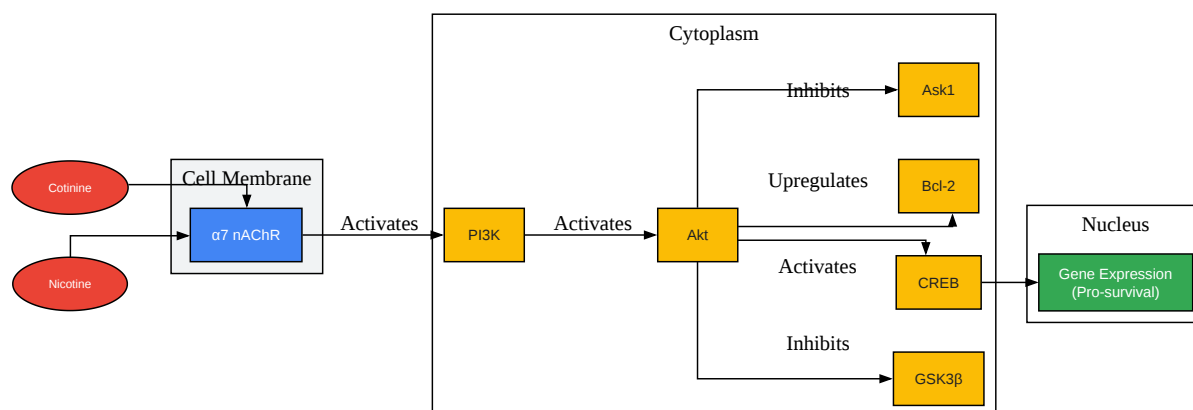 Cytoplasm
Inhibits
Ask1
Cotinine
Cell Membrane
Upregulates
Bcl-2
α7 nAChR
Activates
PI3K
Activates
Akt
Nucleus
Nicotine
Activates
CREB
Gene Expression
(Pro-survival)
Inhibits
GSK3β